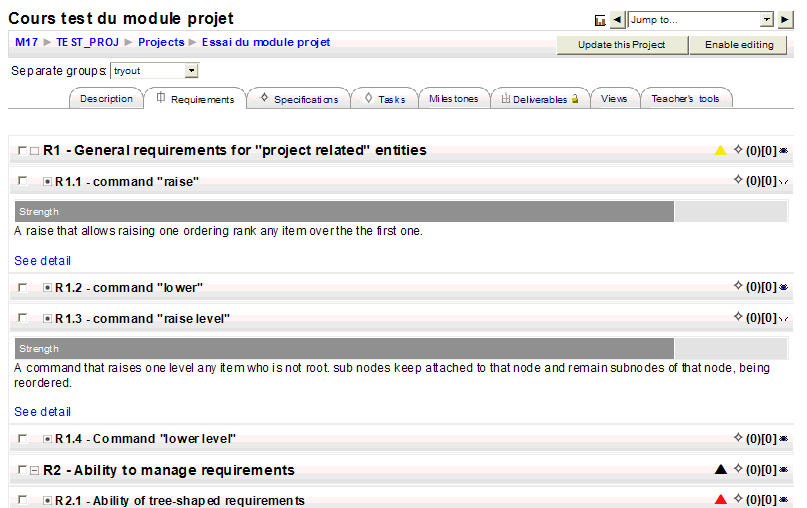 Cours test du module projet
Jump to...
M17 ► TEST_PROJ ► Projects ► Essai du module projet
Update this Project
Enable editing
Separate groups: tryout
Description
Requirements
Specifications
Tasks
Milestones
Deliverables
Views
Teacher's tools
R1 - General requirements for "project related" entities (0)[0]
R1.1 - command "raise" (0)[0]
Strength
A raise that allows raising one ordering rank any item over the the first one.
See detail
R1.2 - command "lower" (0)[0]
R1.3 - command "raise level" (0)[0]
Strength
A command that raises one level any item who is not root. sub nodes keep attached to that node and remain subnodes of that node, being
reordered.
See detail
R1.4 - Command "lower level" (0)[0]
R2 - Ability to manage requirements (0)[0]
R2.1 - Ability of tree-shaped requirements (0)[0]